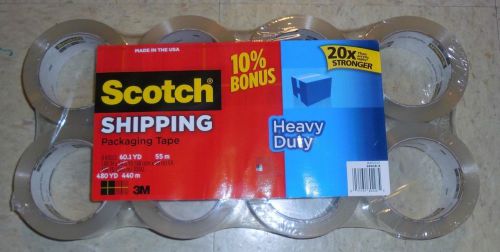 MADE IN THE USA
10%
BONUS
20x
STRONGER
Scotch
SHIPPING
Packaging Tape
Heavy
Duty
60.1 YD 55 m
480 YD 440 m
3M